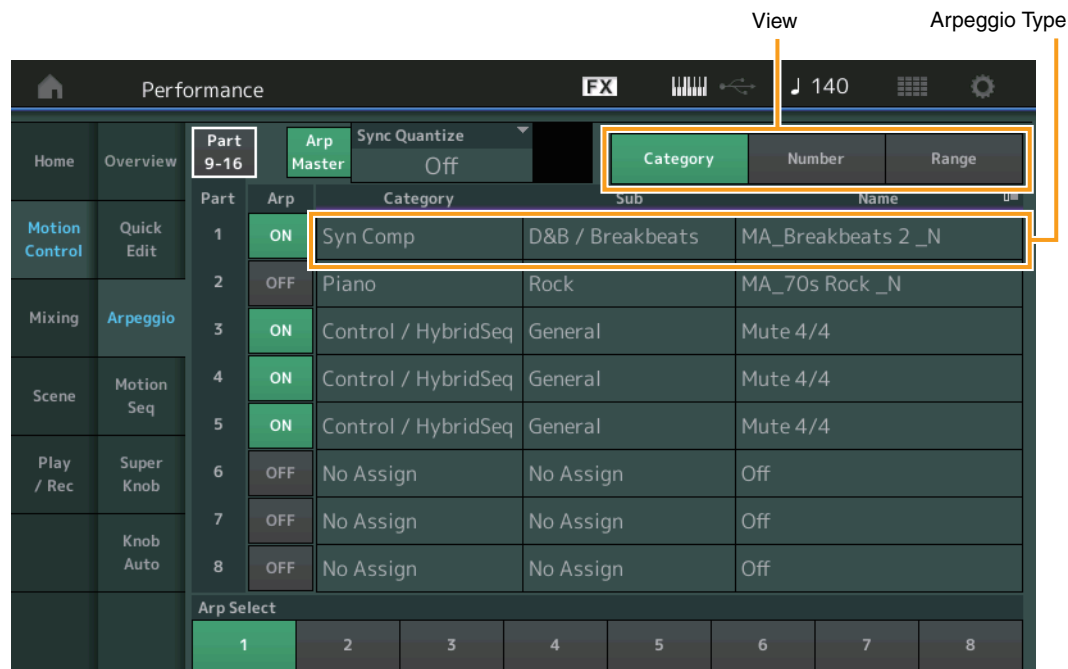 View
Arpeggio Type
Performance
FX
♩ 140
Home
Overview
Part
9-16
Arp
Master
Sync Quantize
Off
Category
Number
Range
Part
Arp
Category
Sub
Name
Motion
Control
Quick
Edit
1
ON
Syn Comp
D&B / Breakbeats
MA_Breakbeats 2 _N
2
OFF
Piano
Rock
MA_70s Rock _N
Mixing
Arpeggio
3
ON
Control / HybridSeq
General
Mute 4/4
Scene
Motion
Seq
4
ON
Control / HybridSeq
General
Mute 4/4
5
ON
Control / HybridSeq
General
Mute 4/4
Play
/ Rec
Super
Knob
6
OFF
No Assign
No Assign
Off
Knob
Auto
7
OFF
No Assign
No Assign
Off
8
OFF
No Assign
No Assign
Off
Arp Select
1
2
3
4
5
6
7
8